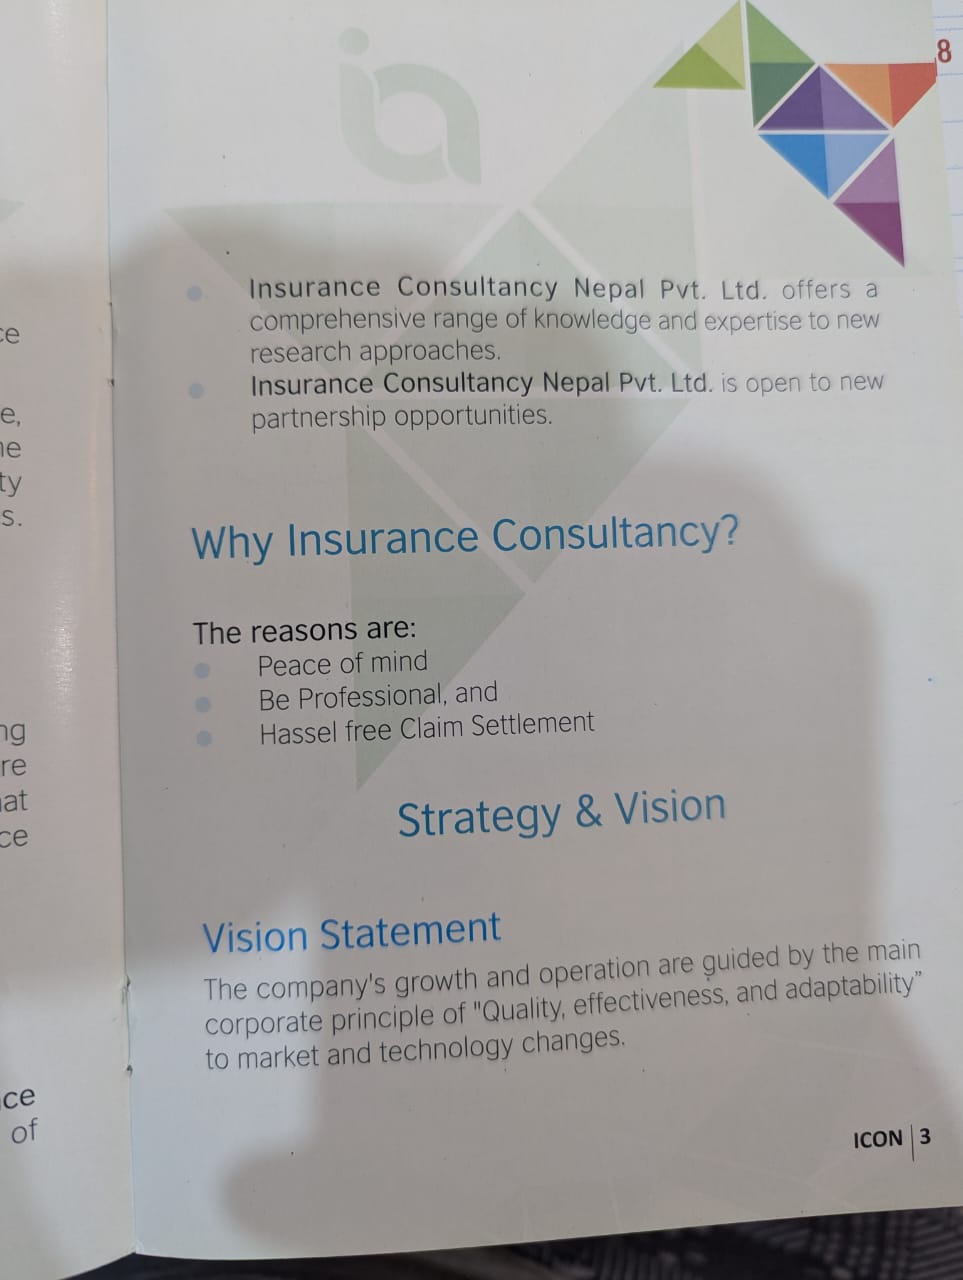 8
ce
e,
ne
ty
s.
ng
re
hat
ce
ce
of
Insurance Consultancy Nepal Pvt. Ltd. offers a
comprehensive range of knowledge and expertise to new
research approaches.
Insurance Consultancy Nepal Pvt. Ltd. is open to new
partnership opportunities.
Why Insurance Consultancy?
The reasons are:
Peace of mind
Be Professional, and
Hassel free Claim Settlement
Strategy & Vision
Vision Statement
The company's growth and operation are guided by the main
corporate principle of "Quality, effectiveness, and adaptability”
to market and technology changes.
ICON | 3